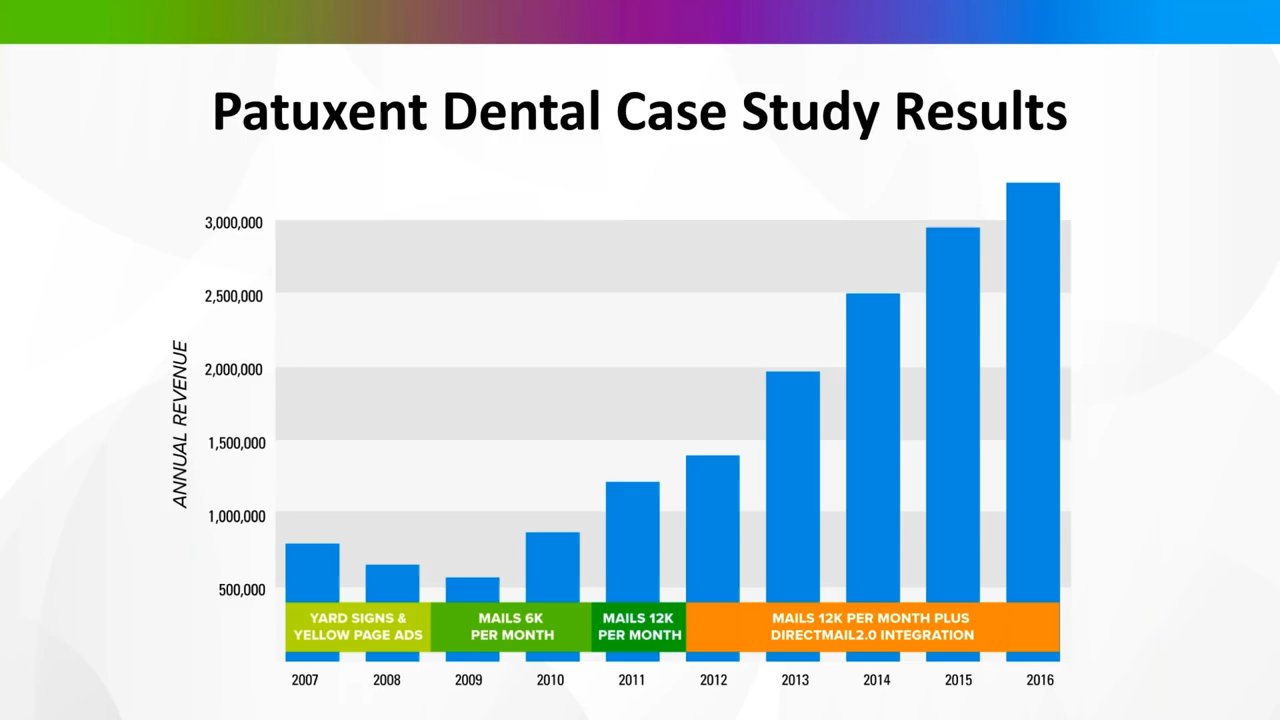 Patuxent Dental Case Study Results
ANNUAL REVENUE
3,000,000
2,500,000
2,000,000
1,500,000
1,000,000
500,000
YARD SIGNS &
YELLOW PAGE ADS
MAILS 6K
PER MONTH
MAILS 12K
PER MONTH
MAILS 12K PER MONTH PLUS
DIRECTMAIL2.0 INTEGRATION
2007 2008 2009 2010 2011 2012 2013 2014 2015 2016